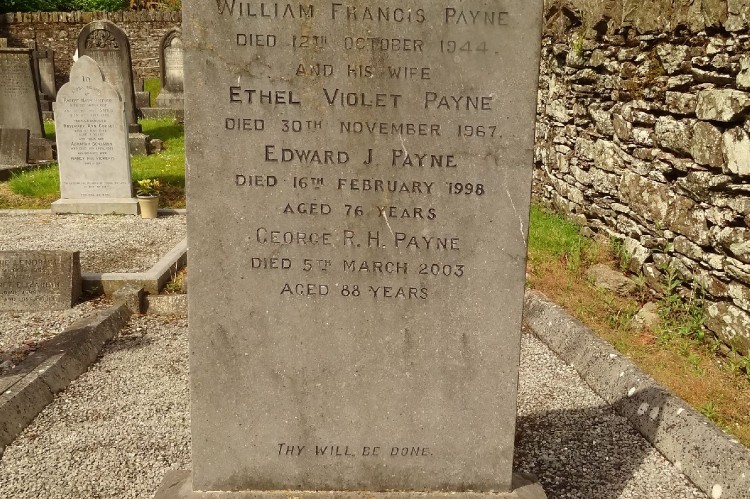 William Francis Payne
died 12th October 1944.
and his wife
Ethel Violet Payne
died 30th November 1967.
Edward J. Payne
died 16th February 1998
aged 76 years
George R. H. Payne
died 5th March 2003
aged 88 years
Thy will be done.